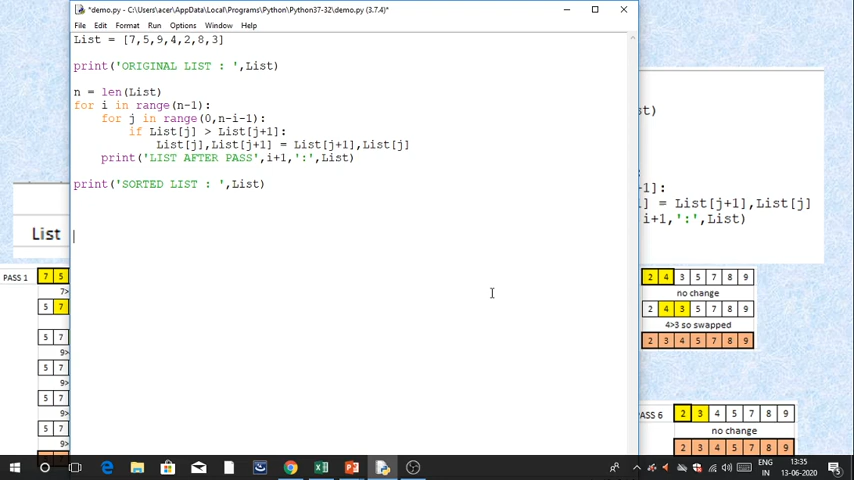 *demo.py - C:\Users\acer\AppData\Local\Programs\Python\Python37-32\demo.py (3.7.4)*
File Edit Format Run Options Window Help
List = [7,5,9,4,2,8,3]
print('ORIGINAL LIST : ',List)
n = len(List)
for i in range(n-1):
for j in range(0,n-i-1):
if List[j] > List[j+1]:
List[j],List[j+1] = List[j+1],List[j]
print('LIST AFTER PASS',i+1,':',List)
print('SORTED LIST : ',List)
st)
-1]:
1] = List[j+1],List[j]
i+1,':',List)
List
PASS 1
7 5
7>
5 7
5 7
9>
5 7
9>
5 7
9>
5 7
9>
2 4 3 5 7 8 9
no change
2 4 3 5 7 8 9
4>3 so swapped
2 3 4 5 7 8 9
PASS 6
2 3 4 5 7 8 9
no change
2 3 4 5 7 8 9
ENG
IN
13:35
13-06-2020